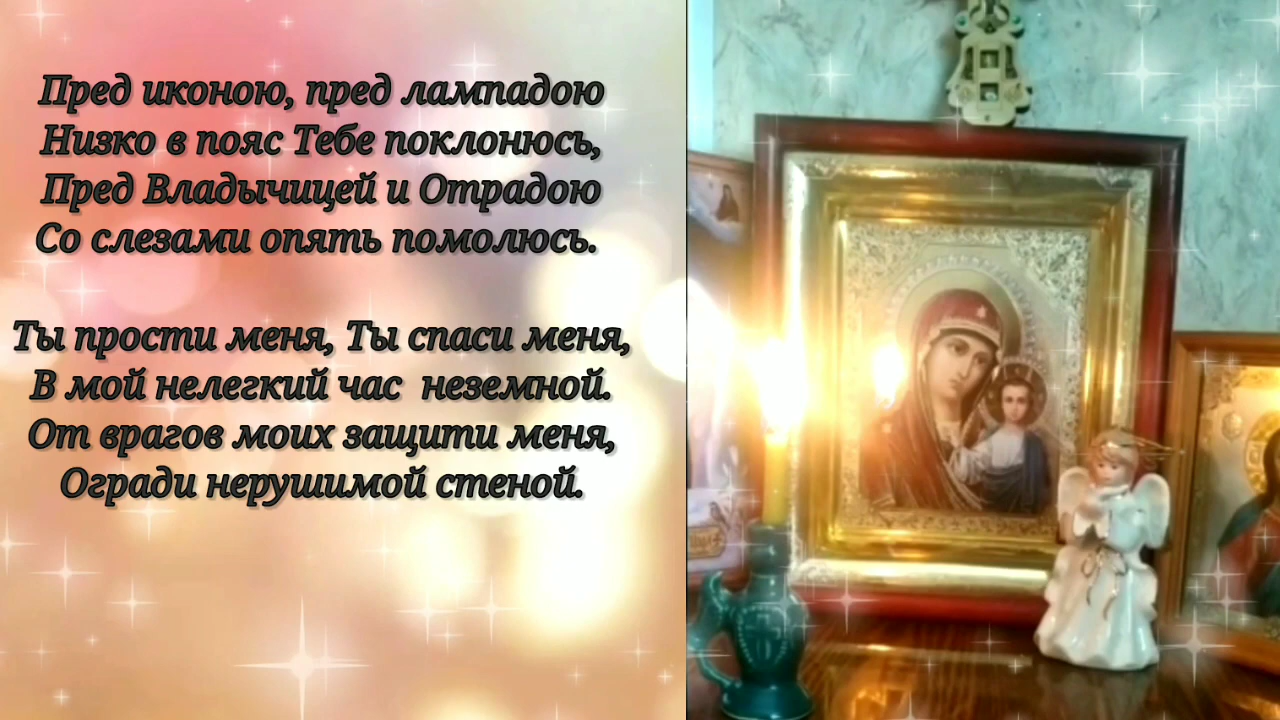 Пред иконою, пред лампадою
Низко в пояс Тебе поклонюсь,
Пред Владычицей и Отрадою
Со слезами опять помолюсь.
Ты прости меня, Ты спаси меня,
В мой нелегкий час неземной.
От врагов моих защити меня,
Огради нерушимой стеной.